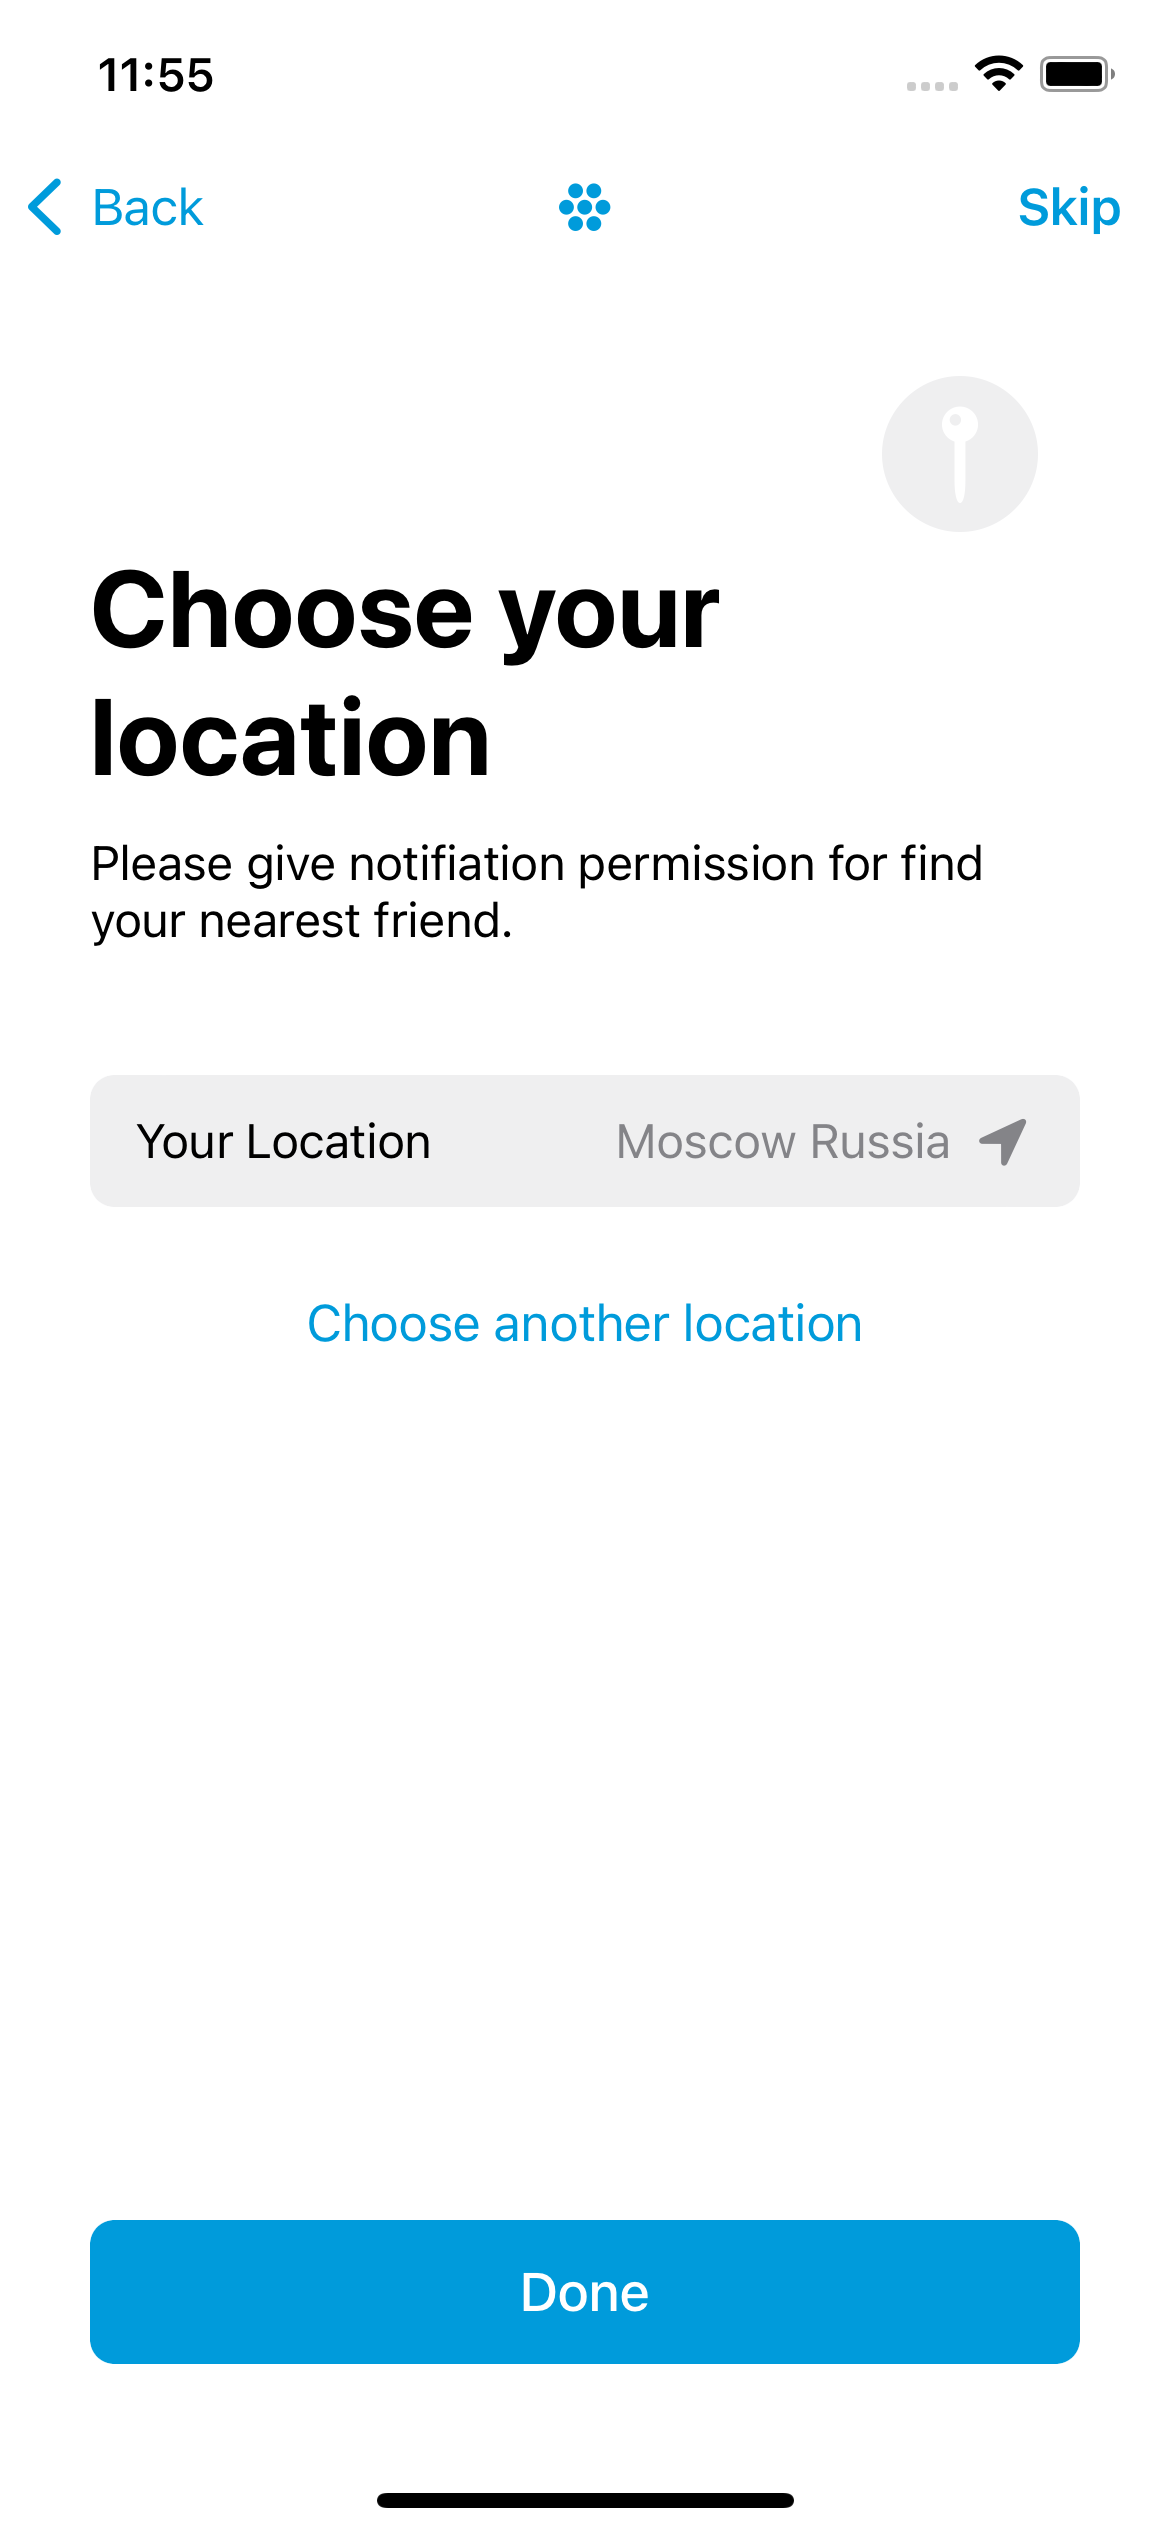 11:55
Back
Skip
Choose your
location
Please give notifiation permission for find
your nearest friend.
Your Location Moscow Russia
Choose another location
Done